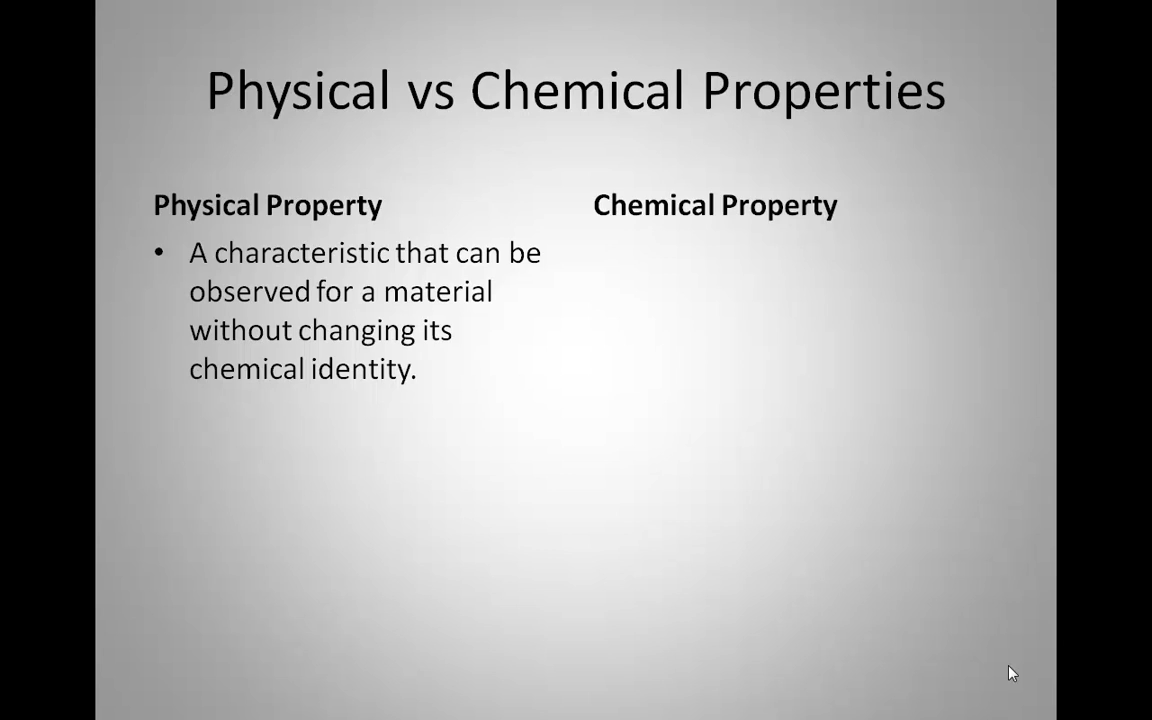 Physical vs Chemical Properties
Physical Property
• A characteristic that can be
observed for a material
without changing its
chemical identity.
Chemical Property